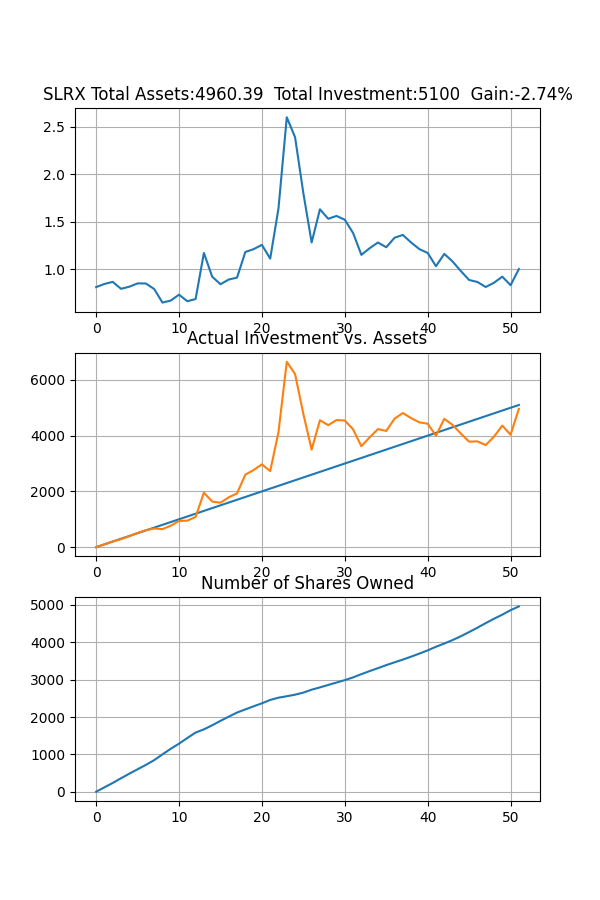 SLRX Total Assets:4960.39  Total Investment:5100  Gain:-2.74%
2.5
2.0
1.5
1.0
0 10 20 30 40 50
Actual Investment vs. Assets
6000
4000
2000
0
0 10 20 30 40 50
Number of Shares Owned
5000
4000
3000
2000
1000
0
0 10 20 30 40 50